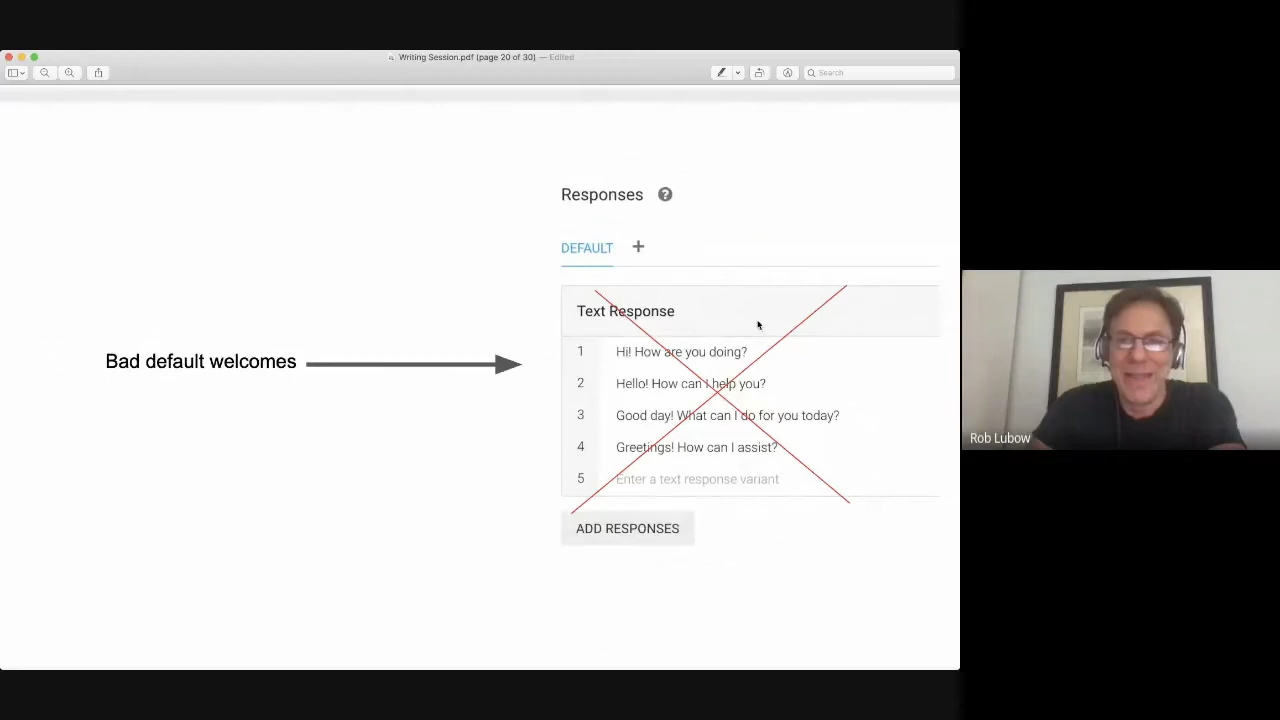 Writing Session.pdf (page 20 of 30) — Edited
Search
Responses ?
DEFAULT +
Text Response
1 Hi! How are you doing?
2 Hello! How can I help you?
Bad default welcomes
3 Good day! What can I do for you today?
4 Greetings! How can I assist?
5 Enter a text response variant
ADD RESPONSES
Rob Lubow